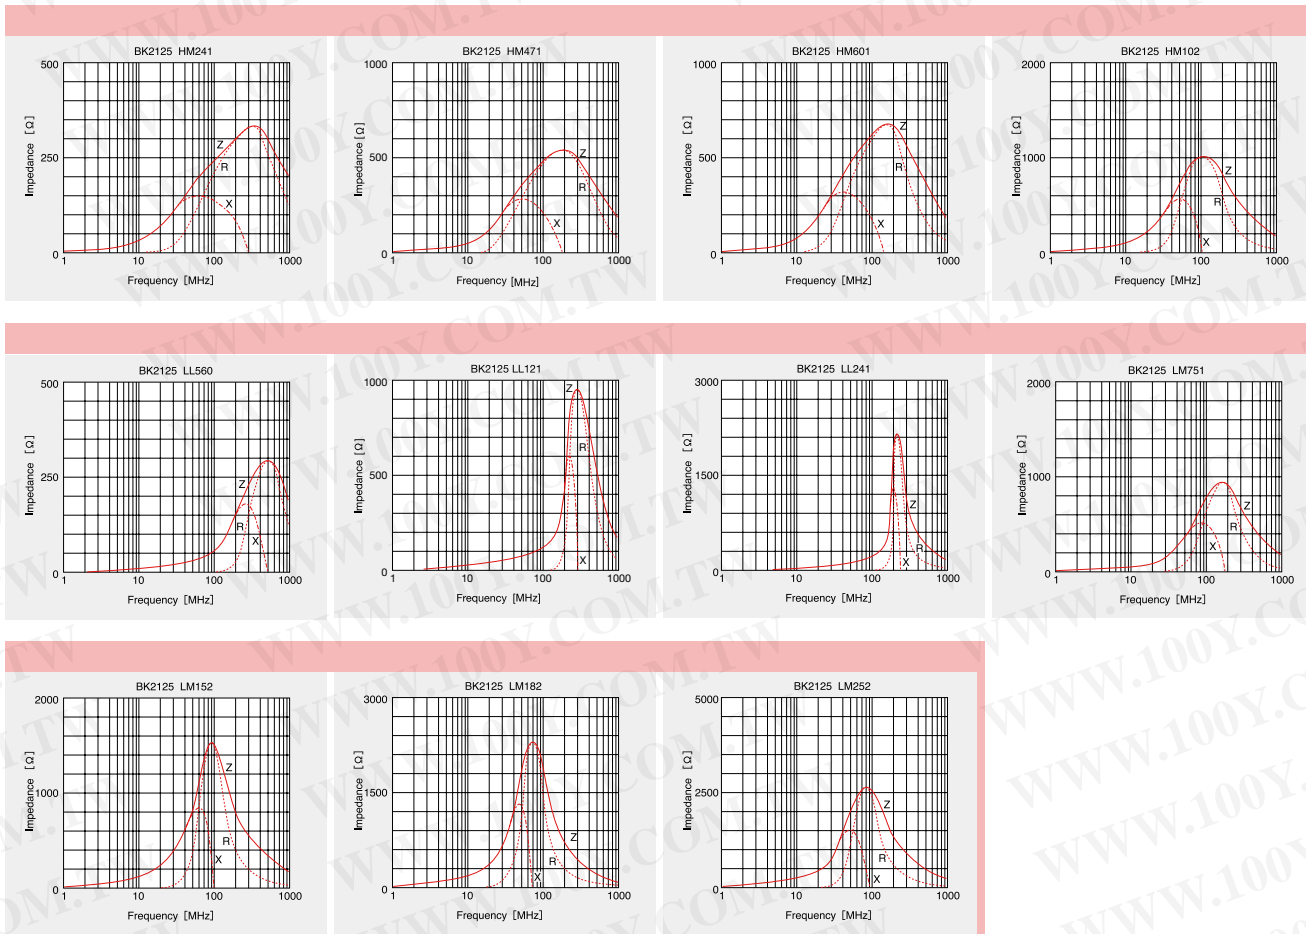 BK2125 HM241
500
250
0
Impedance [Ω]
Z
R
X
1 10 100 1000
Frequency [MHz]
BK2125 HM471
1000
500
0
Impedance [Ω]
Z
R
X
1 10 100 1000
Frequency [MHz]
BK2125 HM601
1000
500
0
Impedance [Ω]
Z
R
X
1 10 100 1000
Frequency [MHz]
BK2125 HM102
2000
1000
0
Impedance [Ω]
Z
R
X
1 10 100 1000
Frequency [MHz]
BK2125 LL560
500
250
0
Impedance [Ω]
Z
R
X
1 10 100 1000
Frequency [MHz]
BK2125 LL121
1000
500
0
Impedance [Ω]
Z
R
X
1 10 100 1000
Frequency [MHz]
BK2125 LL241
3000
1500
0
Impedance [Ω]
Z
R
X
1 10 100 1000
Frequency [MHz]
BK2125 LM751
2000
1000
0
Impedance [Ω]
Z
R
X
1 10 100 1000
Frequency [MHz]
BK2125 LM152
2000
1000
0
Impedance [Ω]
Z
R
X
1 10 100 1000
Frequency [MHz]
BK2125 LM182
3000
1500
0
Impedance [Ω]
Z
R
X
1 10 100 1000
Frequency [MHz]
BK2125 LM252
5000
2500
0
Impedance [Ω]
Z
R
X
1 10 100 1000
Frequency [MHz]
WWW.100Y.COM.TW